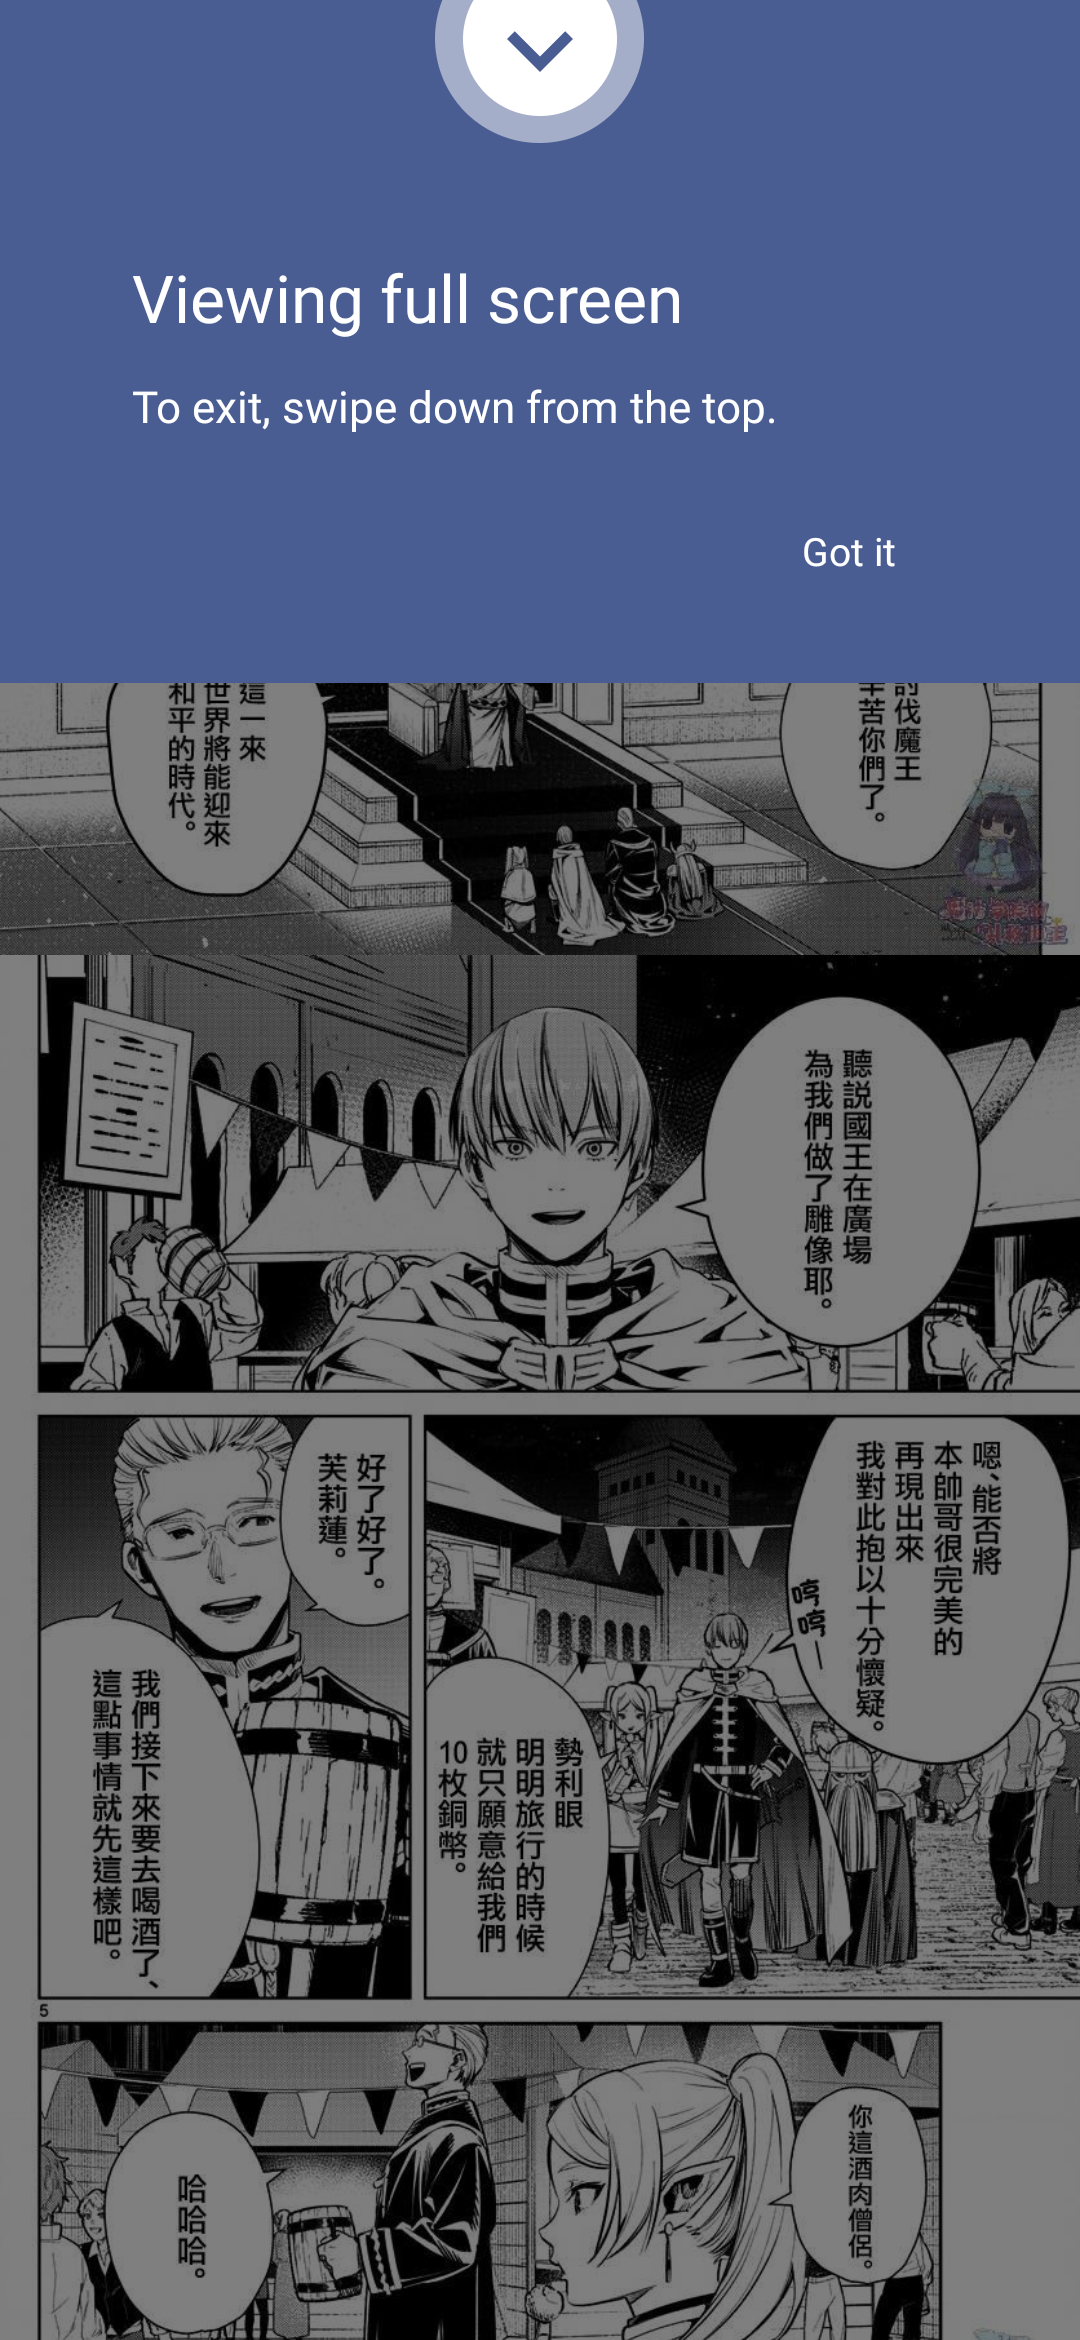 Viewing full screen
To exit, swipe down from the top.
Got it
討伐魔王
辛苦你們了。
這一來
世界將能迎來
和平的時代。
聽説國王在廣場
為我們做了雕像耶。
嗯、能否將
本帥哥很完美的
再現出來
我對此抱以十分懷疑。
哼哼—
勢利眼
明明旅行的時候
就只願意給我們
10枚銅幣。
好了好了。
芙莉蓮。
我們接下來要去喝酒了、
這點事情就先這樣吧。
5
你這酒肉僧侶。
哈哈哈。